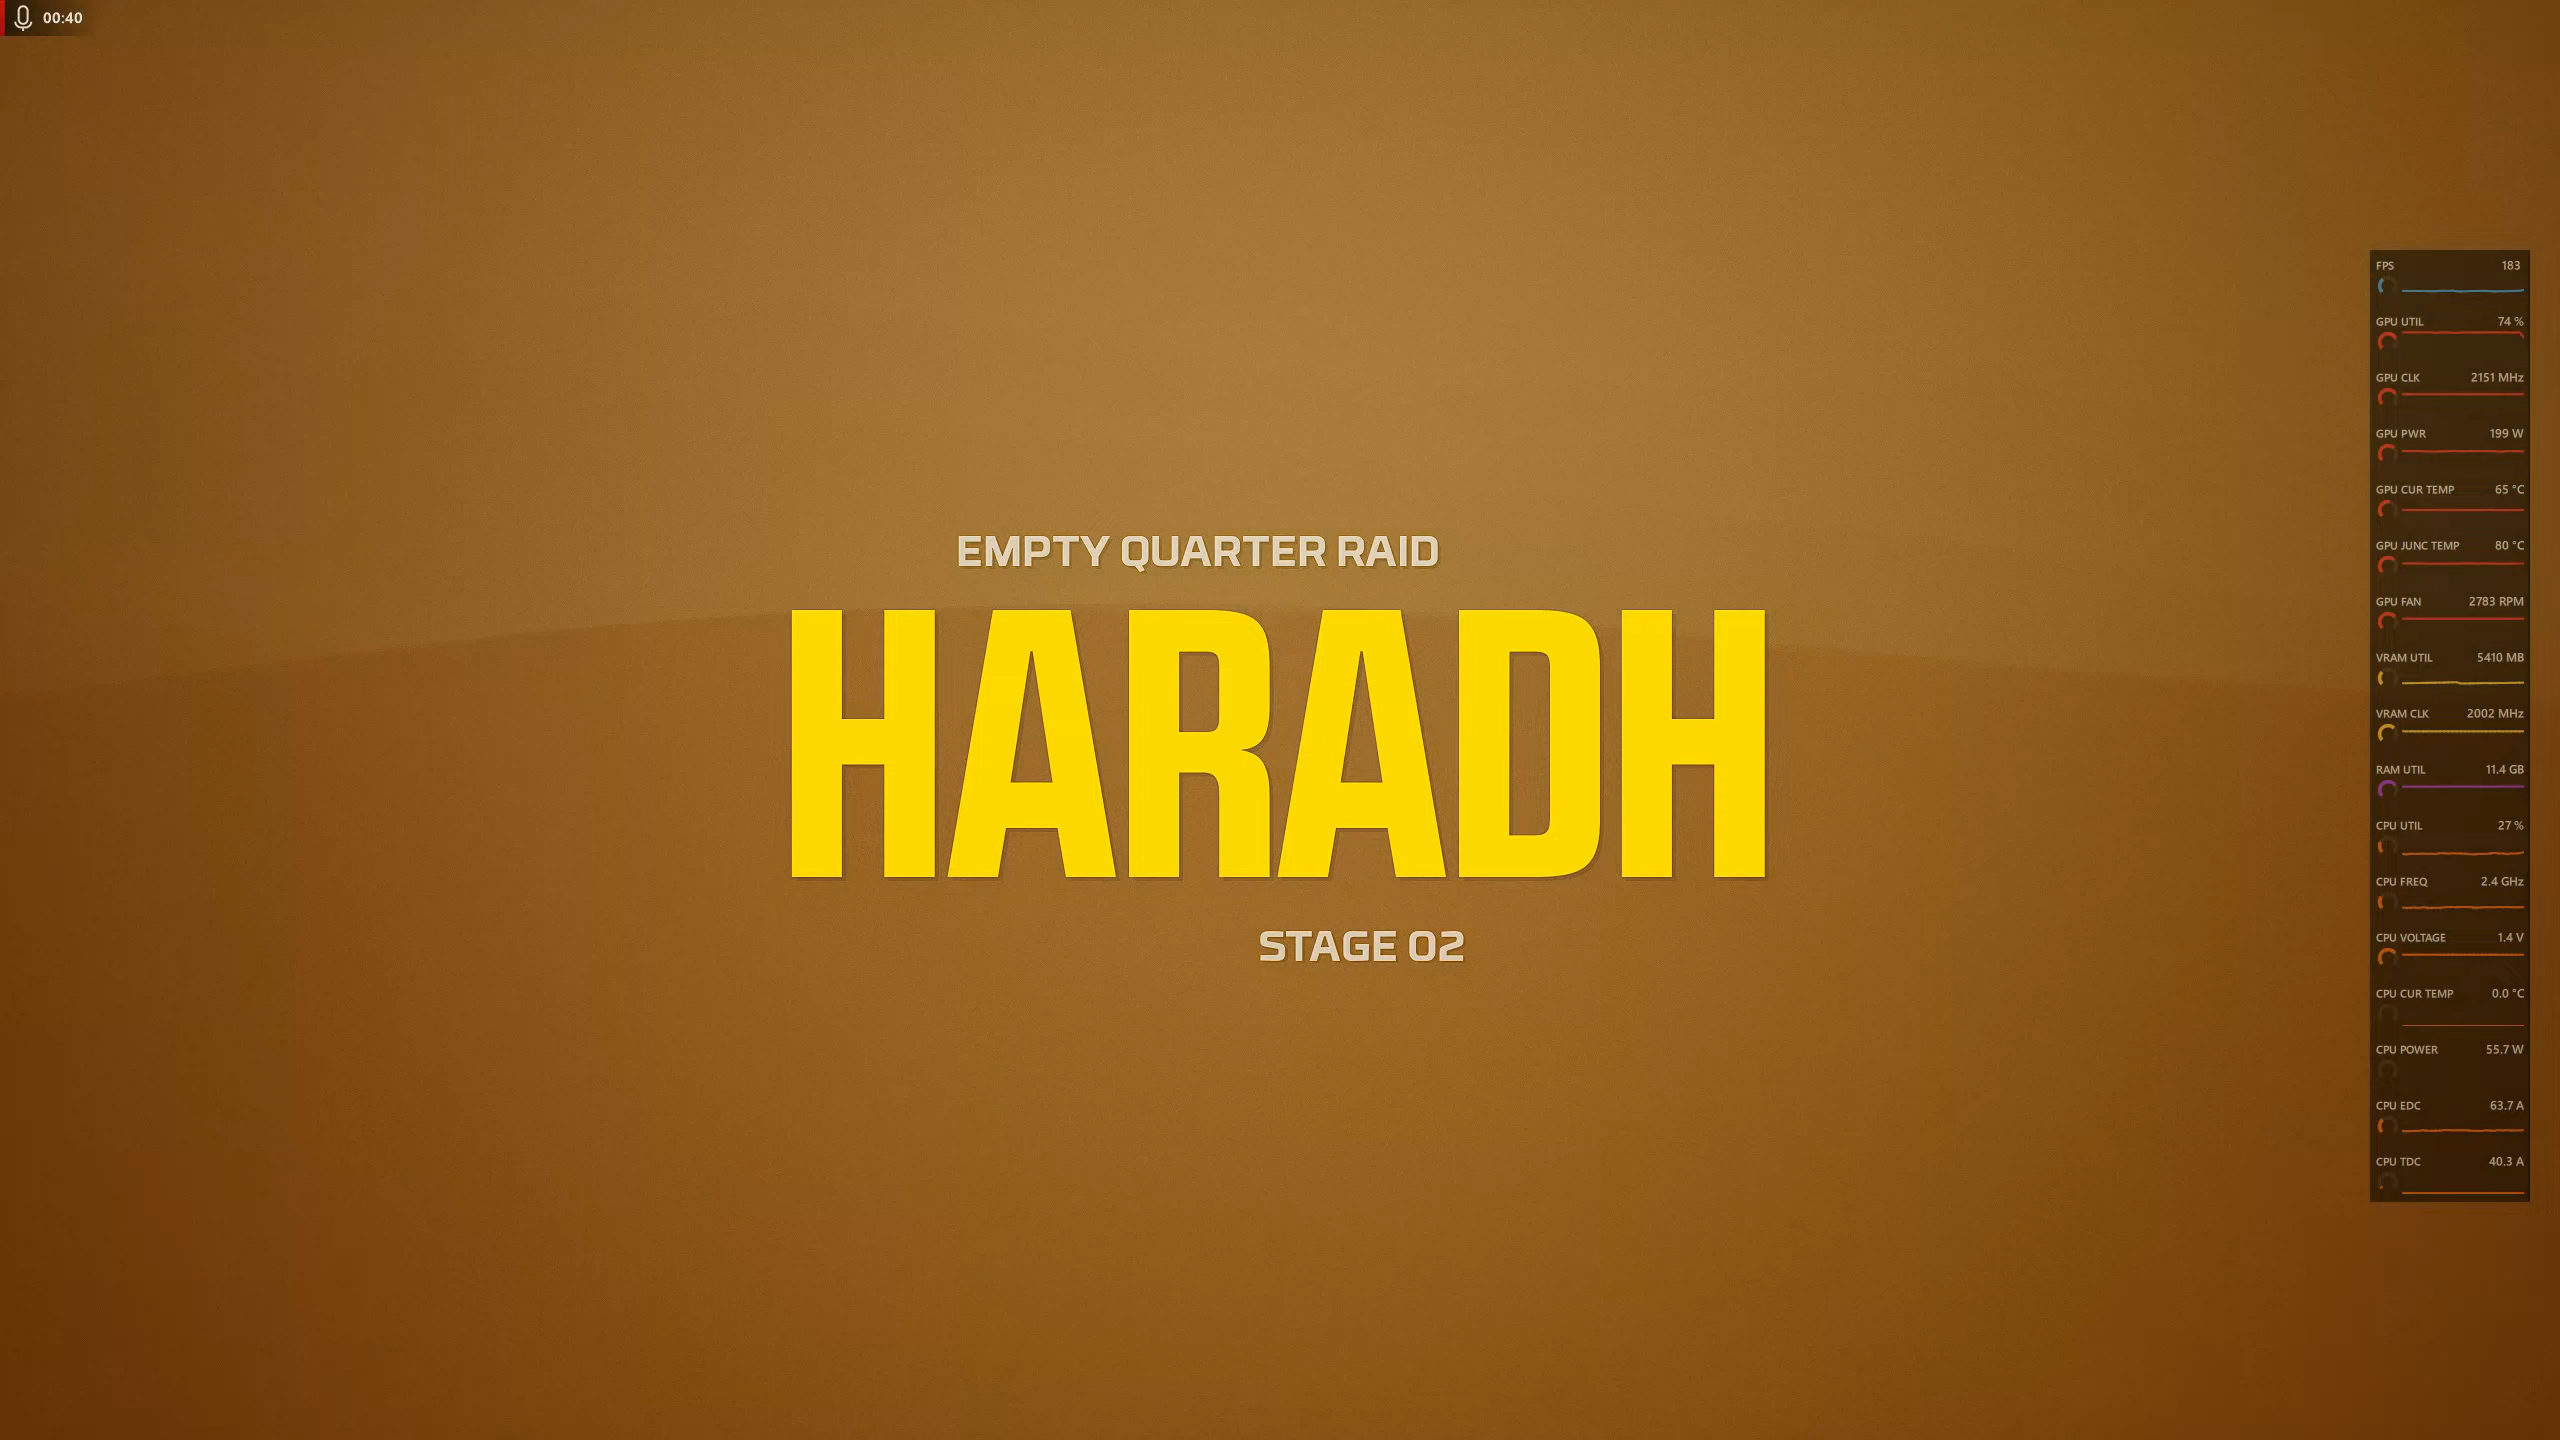 00:40
EMPTY QUARTER RAID
HARADH
STAGE 02
FPS 183
GPU UTIL 74 %
GPU CLK 2151 MHz
GPU PWR 199 W
GPU CUR TEMP 65 °C
GPU JUNC TEMP 80 °C
GPU FAN 2783 RPM
VRAM UTIL 5410 MB
VRAM CLK 2002 MHz
RAM UTIL 11.4 GB
CPU UTIL 27 %
CPU FREQ 2.4 GHz
CPU VOLTAGE 1.4 V
CPU CUR TEMP 0.0 °C
CPU POWER 55.7 W
CPU EDC 63.7 A
CPU TDC 40.3 A